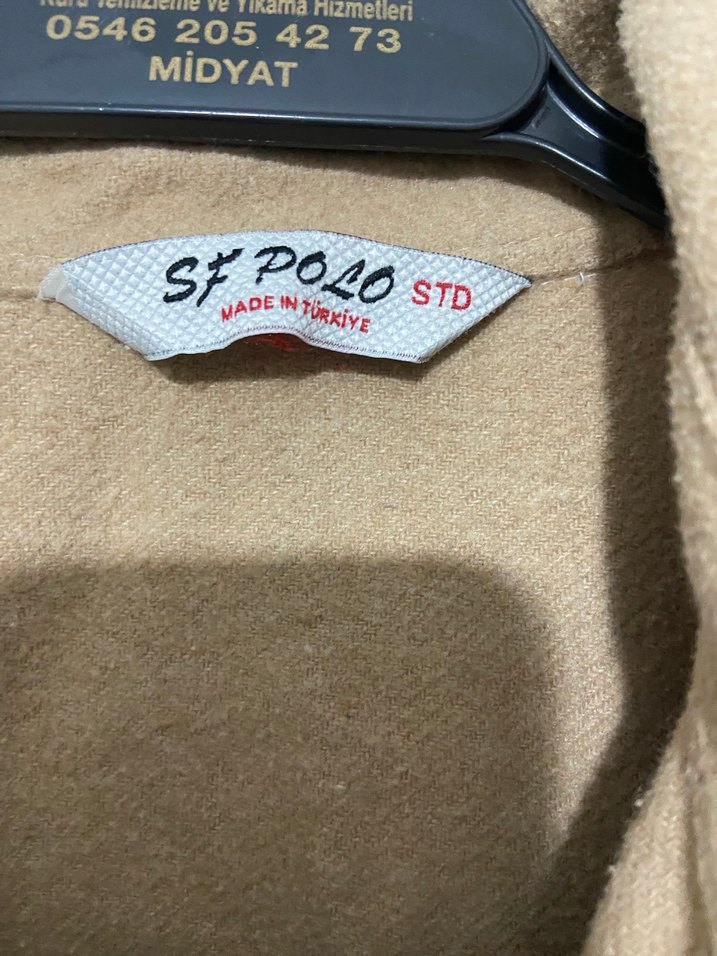 Kuru Temizleme ve Yıkama Hizmetleri
0546 205 42 73
MİDYAT
SF POLO STD
MADE IN TÜRKİYE